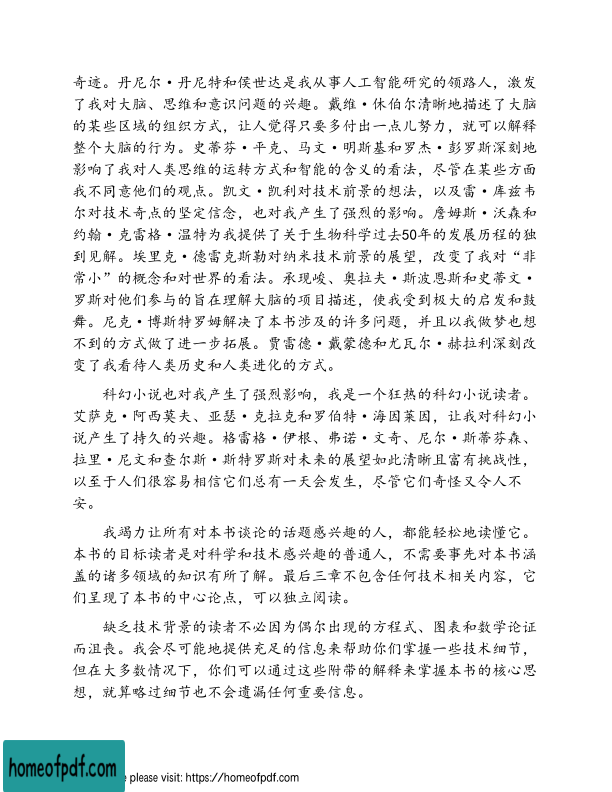 奇迹。丹尼尔·丹尼特和侯世达是我从事人工智能研究的领路人，激发
了我对大脑、思维和意识问题的兴趣。戴维·休伯尔清晰地描述了大脑
的某些区域的组织方式，让人觉得只要多付出一点儿努力，就可以解释
整个大脑的行为。史蒂芬·平克、马文·明斯基和罗杰·彭罗斯深刻地
影响了我对人类思维的运转方式和智能的含义的看法，尽管在某些方面
我不同意他们的观点。凯文·凯利对技术前景的想法，以及雷·库兹韦
尔对技术奇点的坚定信念，也对我产生了强烈的影响。詹姆斯·沃森和
约翰·克雷格·温特为我提供了关于生物科学过去50年的发展历程的独
到见解。埃里克·德雷克斯勒对纳米技术前景的展望，改变了我对“非
常小”的概念和对世界的看法。承现峻、奥拉夫·斯波恩斯和史蒂文·
罗斯对他们参与的旨在理解大脑的项目描述，使我受到极大的启发和鼓
舞。尼克·博斯特罗姆解决了本书涉及的许多问题，并且以我做梦也想
不到的方式做了进一步拓展。贾雷德·戴蒙德和尤瓦尔·赫拉利深刻改
变了我看待人类历史和人类进化的方式。
科幻小说也对我产生了强烈影响，我是一个狂热的科幻小说读者。
艾萨克·阿西莫夫、亚瑟·克拉克和罗伯特·海因莱因，让我对科幻小
说产生了持久的兴趣。格雷格·伊根、弗诺·文奇、尼尔·斯蒂芬森、
拉里·尼文和查尔斯·斯特罗斯对未来的展望如此清晰且富有挑战性，
以至于人们很容易相信它们总有一天会发生，尽管它们奇怪又令人不
安。
我竭力让所有对本书谈论的话题感兴趣的人，都能轻松地读懂它。
本书的目标读者是对科学和技术感兴趣的普通人，不需要事先对本书涵
盖的诸多领域的知识有所了解。最后三章不包含任何技术相关内容，它
们呈现了本书的中心论点，可以独立阅读。
缺乏技术背景的读者不必因为偶尔出现的方程式、图表和数学论证
而沮丧。我会尽可能地提供充足的信息来帮助你们掌握一些技术细节，
但在大多数情况下，你们可以通过这些附带的解释来掌握本书的核心思
想，就算略过细节也不会遗漏任何重要信息。
homeofpdf.com
e please visit: https://homeofpdf.com